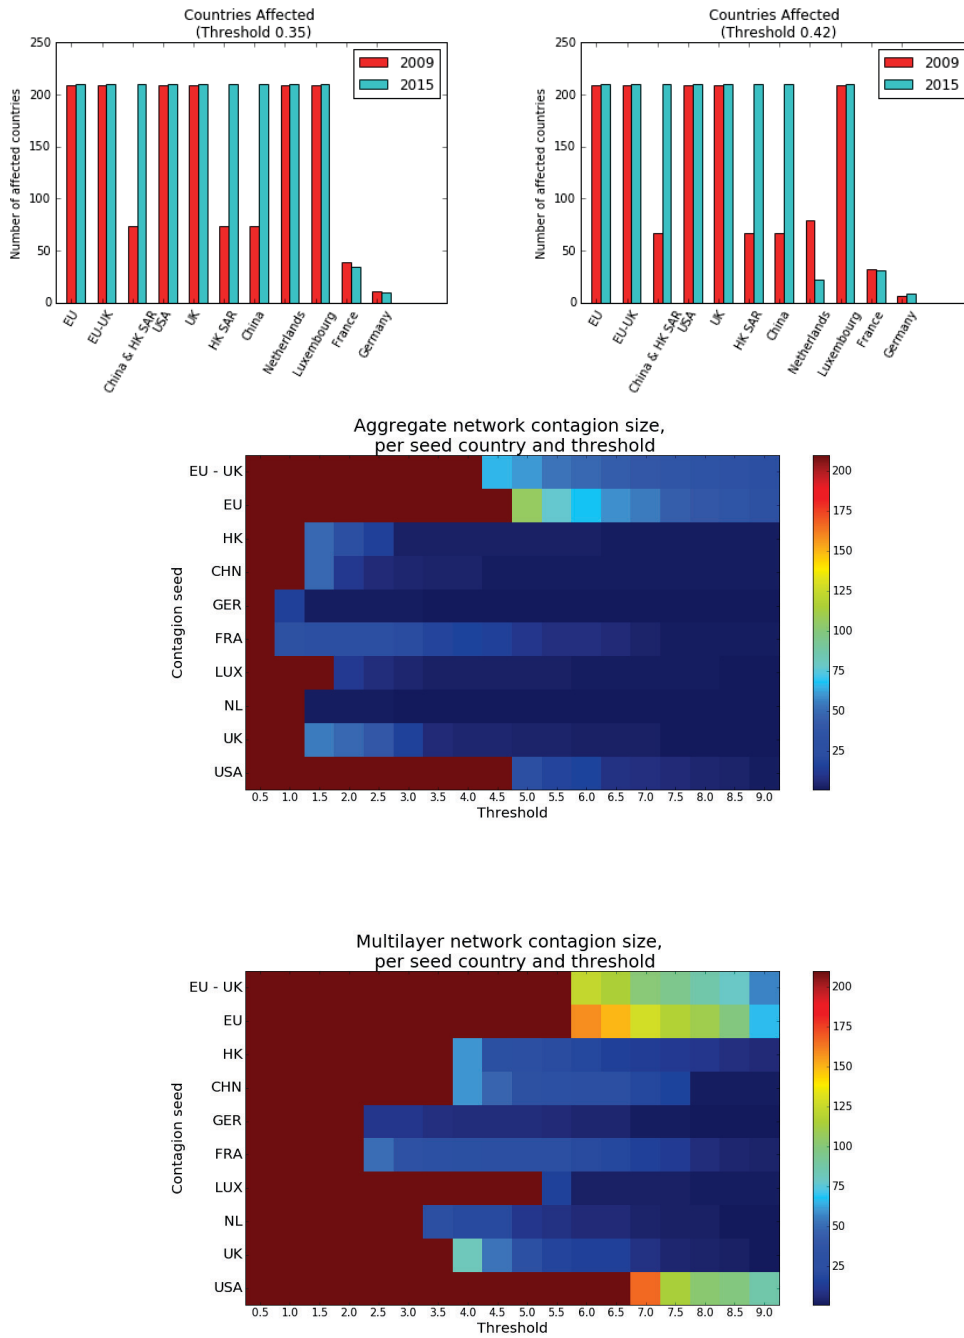 Countries Affected
(Threshold 0.35)
250
200
150
100
50
0
Number of affected countries
2009
2015
EU
EU-UK
China & HK SAR
USA
UK
HK SAR
China
Netherlands
Luxembourg
France
Germany
Countries Affected
(Threshold 0.42)
250
200
150
100
50
0
Number of affected countries
2009
2015
EU
EU-UK
China & HK SAR
USA
UK
HK SAR
China
Netherlands
Luxembourg
France
Germany
Aggregate network contagion size,
per seed country and threshold
Contagion seed
EU - UK
EU
HK
CHN
GER
FRA
LUX
NL
UK
USA
0.5 1.0 1.5 2.0 2.5 3.0 3.5 4.0 4.5 5.0 5.5 6.0 6.5 7.0 7.5 8.0 8.5 9.0
Threshold
200
175
150
125
100
75
50
25
Multilayer network contagion size,
per seed country and threshold
Contagion seed
EU - UK
EU
HK
CHN
GER
FRA
LUX
NL
UK
USA
0.5 1.0 1.5 2.0 2.5 3.0 3.5 4.0 4.5 5.0 5.5 6.0 6.5 7.0 7.5 8.0 8.5 9.0
Threshold
200
175
150
125
100
75
50
25